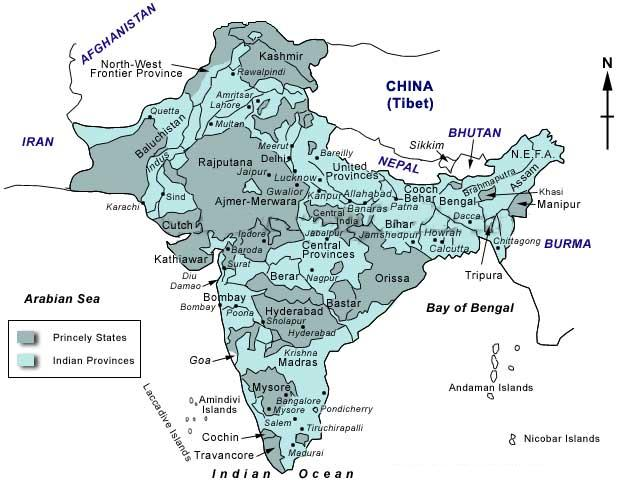 AFGHANISTAN
North-West
Frontier Province
Kashmir
Rawalpindi
N
CHINA
(Tibet)
Amritsar
Lahore
Quetta
Multan
Baluchistan
Indus
IRAN
Meerut
Delhi
Bareilly
NEPAL
Sikkim
BHUTAN
N.E.F.A.
Rajputana
Jaipur
Lucknow
United
Provinces
Gwalior
Kanpur
Allahabad
Banaras
Patna
Cooch
Behar
Bengal
Brahmaputra
Assam
Khasi
Manipur
Karachi
Sind
Ajmer-Merwara
Central
India
Bihar
Dacca
Cutch
Indore
Jabalpur
Jamshedpur
Howrah
Calcutta
Chittagong
BURMA
Tripura
Kathiawar
Baroda
Surat
Central
Provinces
Diu
Damao
Berar
Nagpur
Orissa
Arabian Sea
Bombay
Bombay
Poona
Hyderabad
Sholapur
Hyderabad
Bastar
Bay of Bengal
Princely States
Indian Provinces
Goa
Krishna
Madras
Laccadive Islands
Amindivi
Islands
Mysore
Bangalore
Mysore
Pondicherry
Salem
Tiruchirapalli
Andaman Islands
Cochin
Travancore
Madurai
Nicobar Islands
Indian Ocean